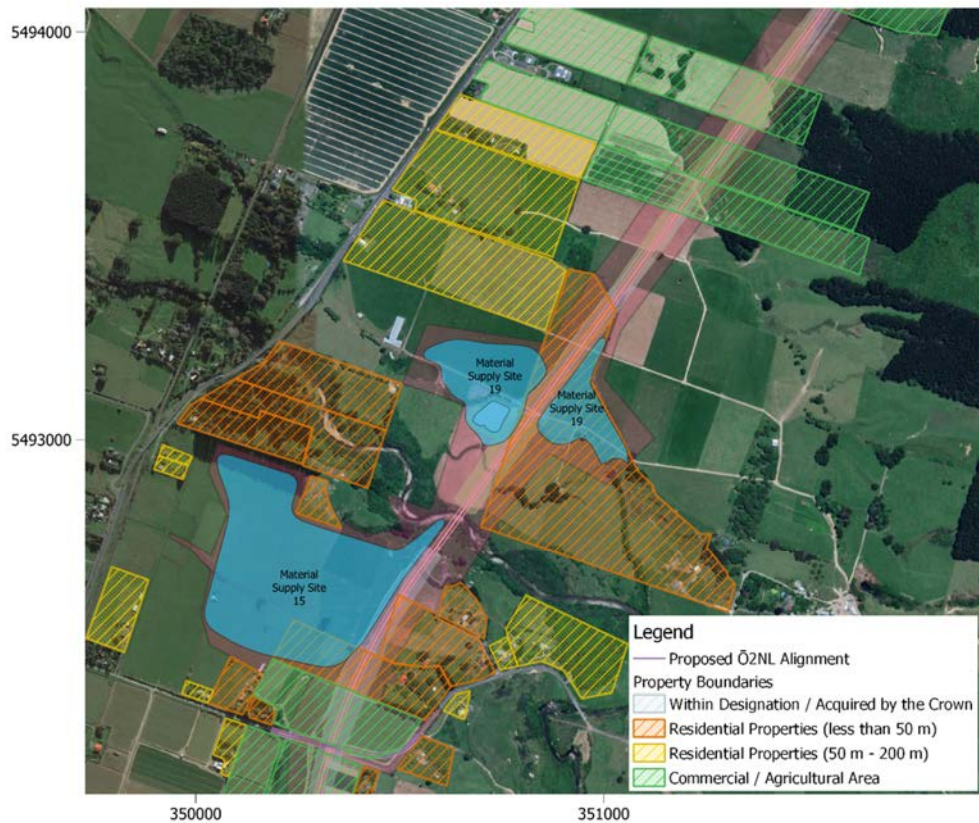 5494000
Material
Supply Site
19
Material
Supply Site
19
5493000
Material
Supply Site
15
Legend
Proposed Ō2NL Alignment
Property Boundaries
Within Designation / Acquired by the Crown
Residential Properties (less than 50 m)
Residential Properties (50 m - 200 m)
Commercial / Agricultural Area
350000
351000